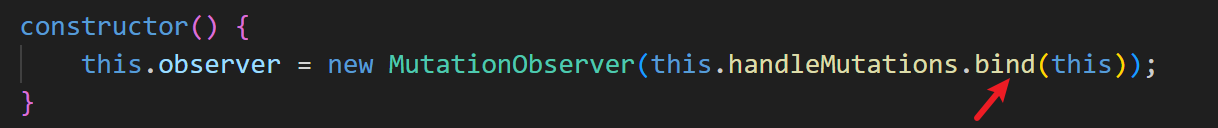 constructor() {
this.observer = new MutationObserver(this.handleMutations.bind(this));
}